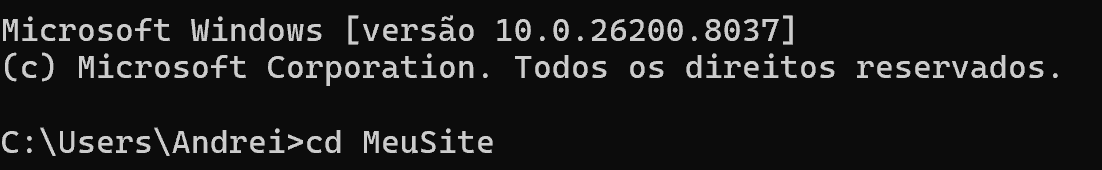 Microsoft Windows [versão 10.0.26200.8037]
(c) Microsoft Corporation. Todos os direitos reservados.
C:\Users\Andrei>cd MeuSite